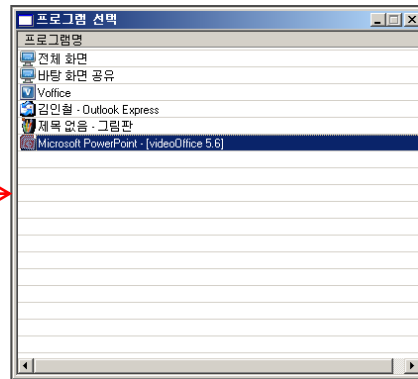 프로그램 선택
프로그램명
전체 화면
바탕 화면 공유
Voffice
김인철 - Outlook Express
제목 없음 - 그림판
Microsoft PowerPoint - [videoOffice 5.6]